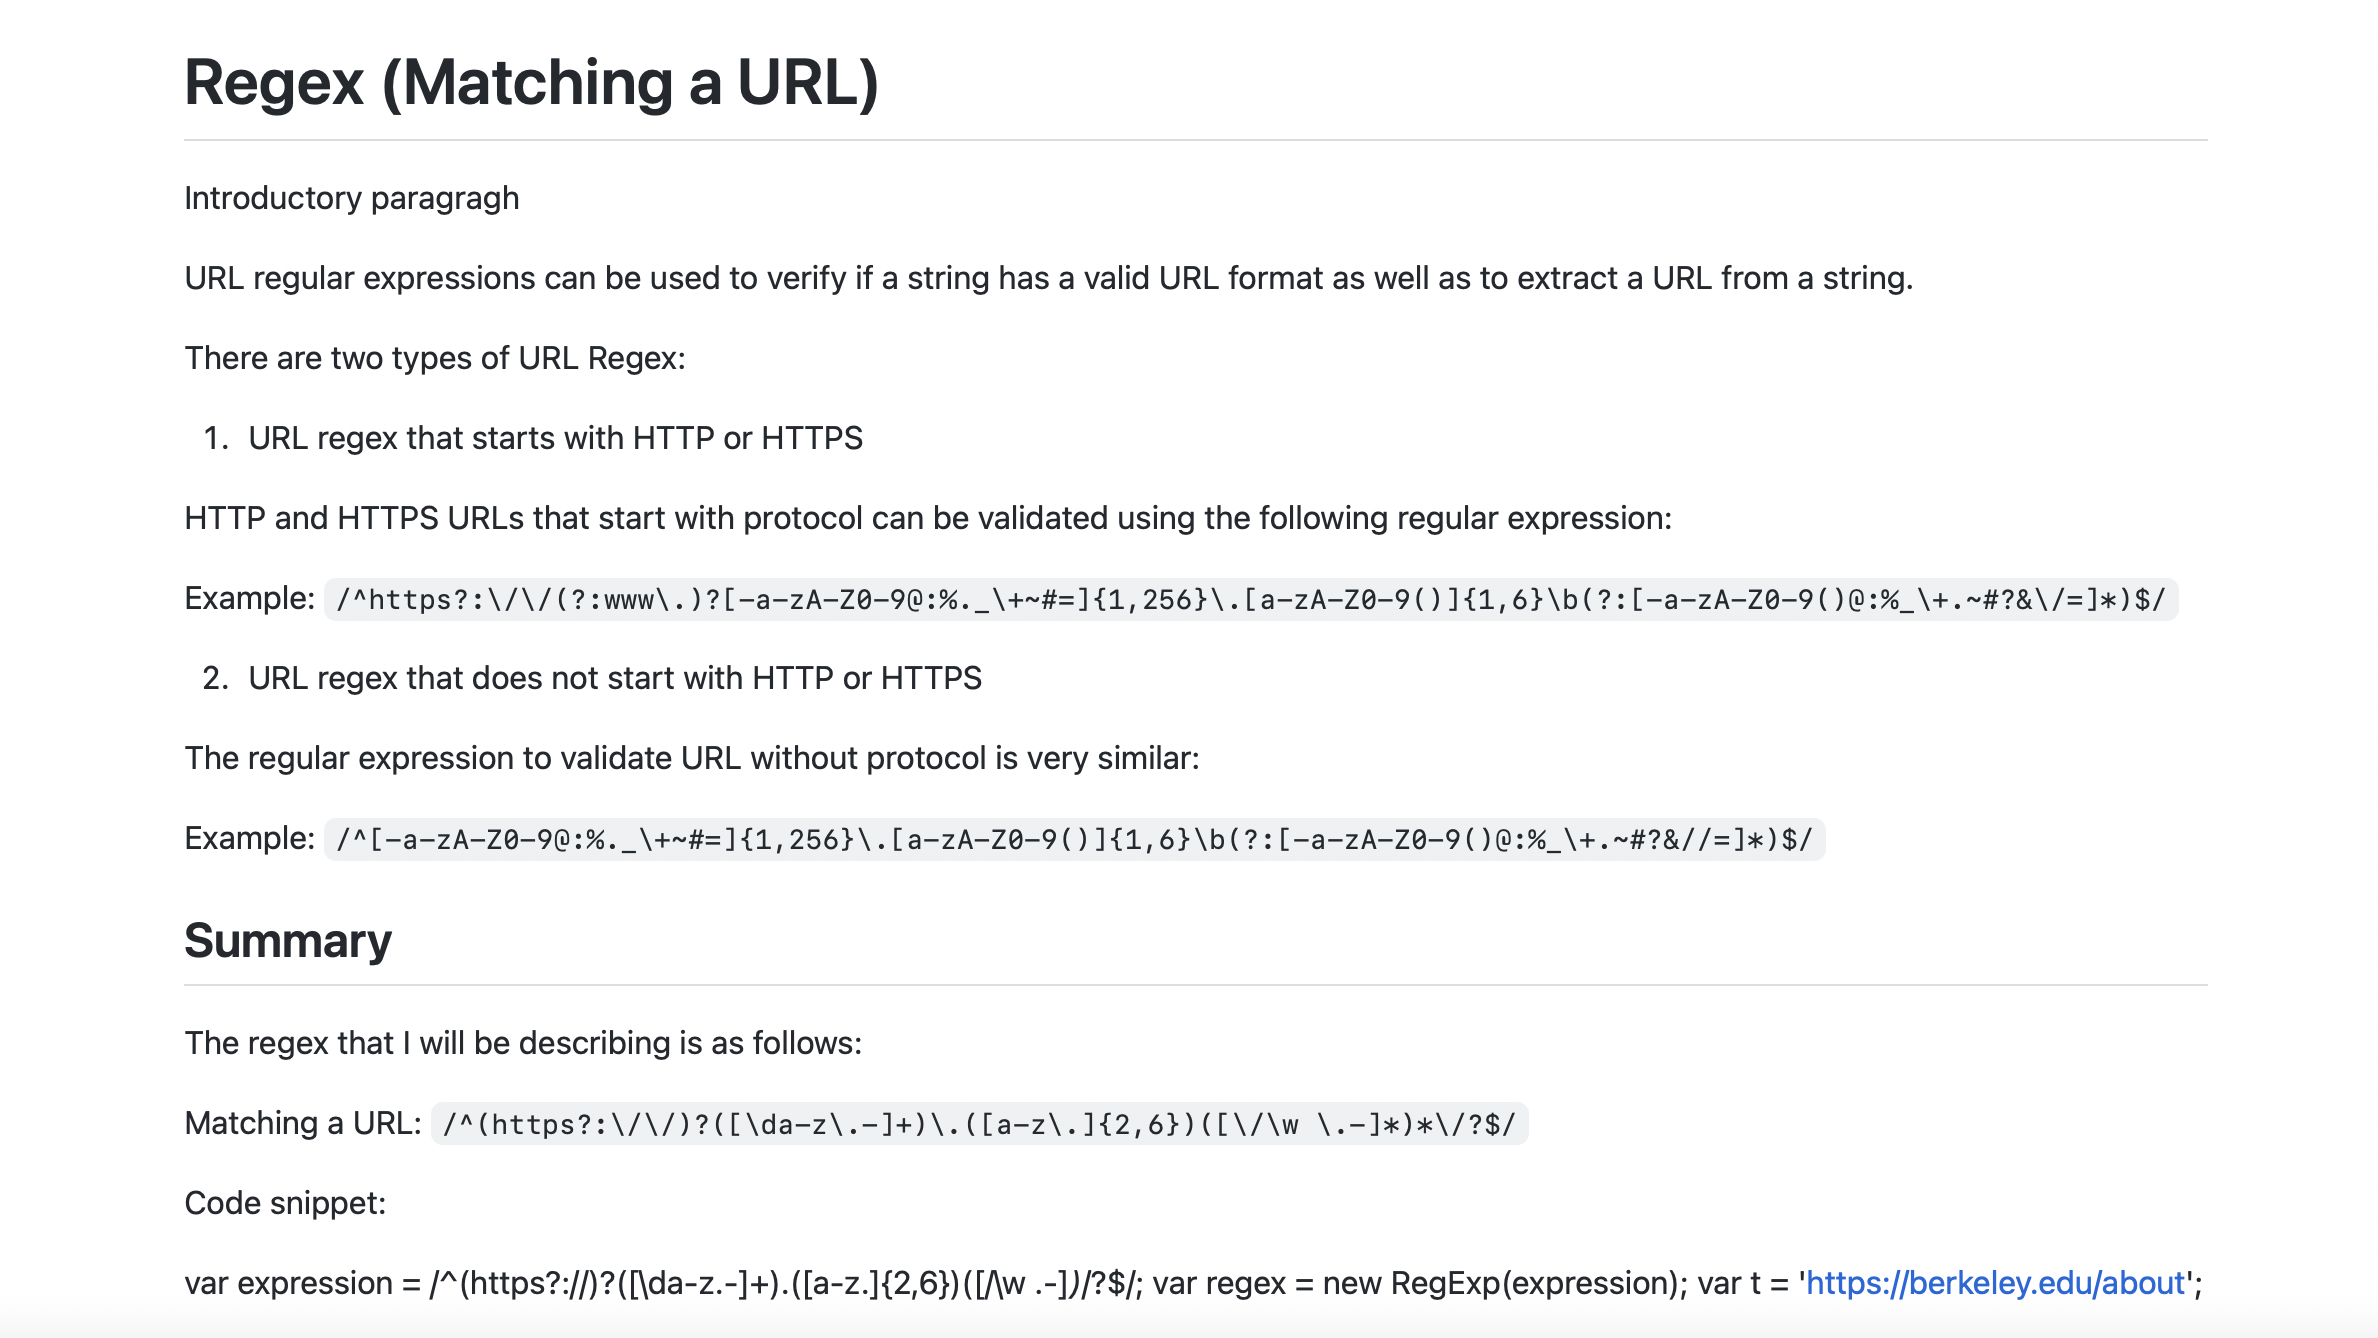 Regex (Matching a URL)
Introductory paragragh
URL regular expressions can be used to verify if a string has a valid URL format as well as to extract a URL from a string.
There are two types of URL Regex:
1. URL regex that starts with HTTP or HTTPS
HTTP and HTTPS URLs that start with protocol can be validated using the following regular expression:
Example: /^https?:\/\/(?:www\.)?[-a-zA-Z0-9@:%._\+~#=]{1,256}\.[a-zA-Z0-9()]{1,6}\b(?:[-a-zA-Z0-9()@:%_\+.~#?&\/=]*)$/
2. URL regex that does not start with HTTP or HTTPS
The regular expression to validate URL without protocol is very similar:
Example: /^[-a-zA-Z0-9@:%._\+~#=]{1,256}\.[a-zA-Z0-9()]{1,6}\b(?:[-a-zA-Z0-9()@:%_\+.~#?&//=]*)$/
Summary
The regex that I will be describing is as follows:
Matching a URL: /^(https?:\/\/)?([\da-z\.-]+)\.([a-z\.]{2,6})([\/\w \.-]*)*\/?$/
Code snippet:
var expression = /^(https?://)?([\da-z.-]+).([a-z.]{2,6})([/\w .-])/?$/; var regex = new RegExp(expression); var t = 'https://berkeley.edu/about';